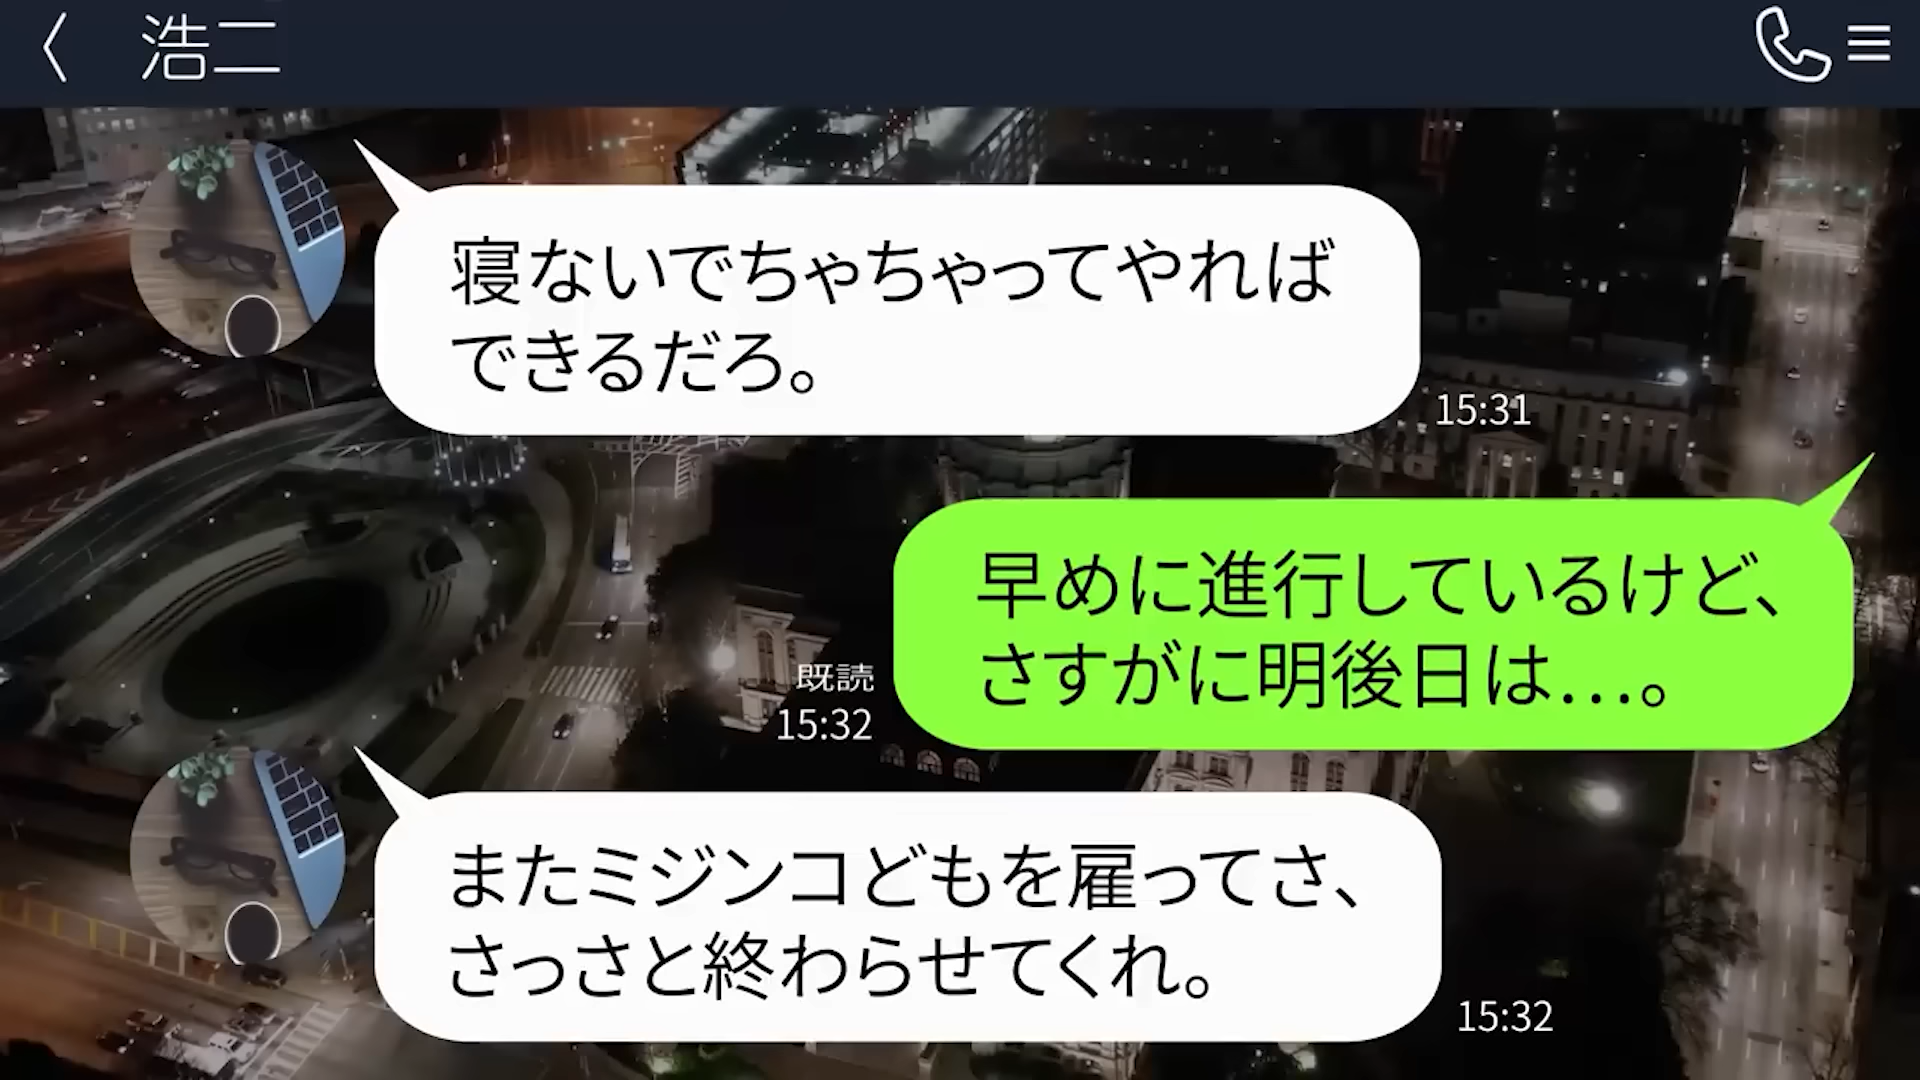 浩二
寝ないでちゃちゃってやれば
できるだろ。
15:31
早めに進行しているけど、
さすがに明後日は…。
既読
15:32
またミジンコどもを雇ってさ、
さっさと終わらせてくれ。
15:32